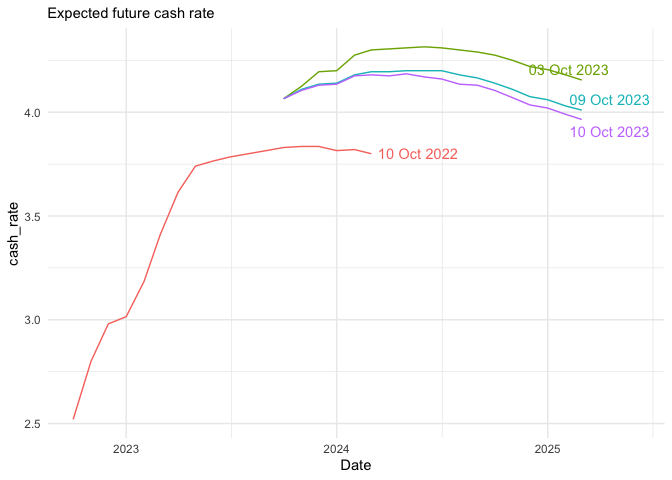 Expected future cash rate
03 Oct 2023
09 Oct 2023
10 Oct 2023
10 Oct 2022
4.0
3.5
3.0
2.5
cash_rate
2023
2024
2025
Date